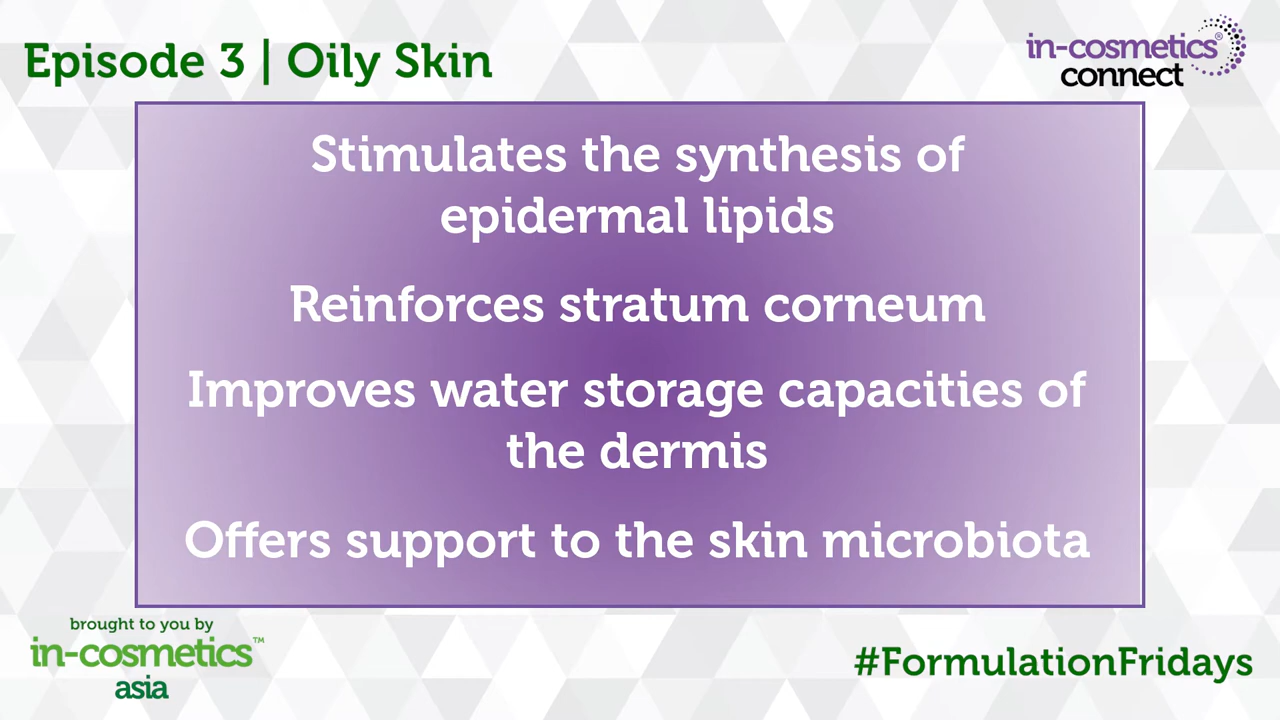 Episode 3 | Oily Skin
in-cosmetics®
connect
Stimulates the synthesis of
epidermal lipids
Reinforces stratum corneum
Improves water storage capacities of
the dermis
Offers support to the skin microbiota
brought to you by
in-cosmetics™
asia
#FormulationFridays